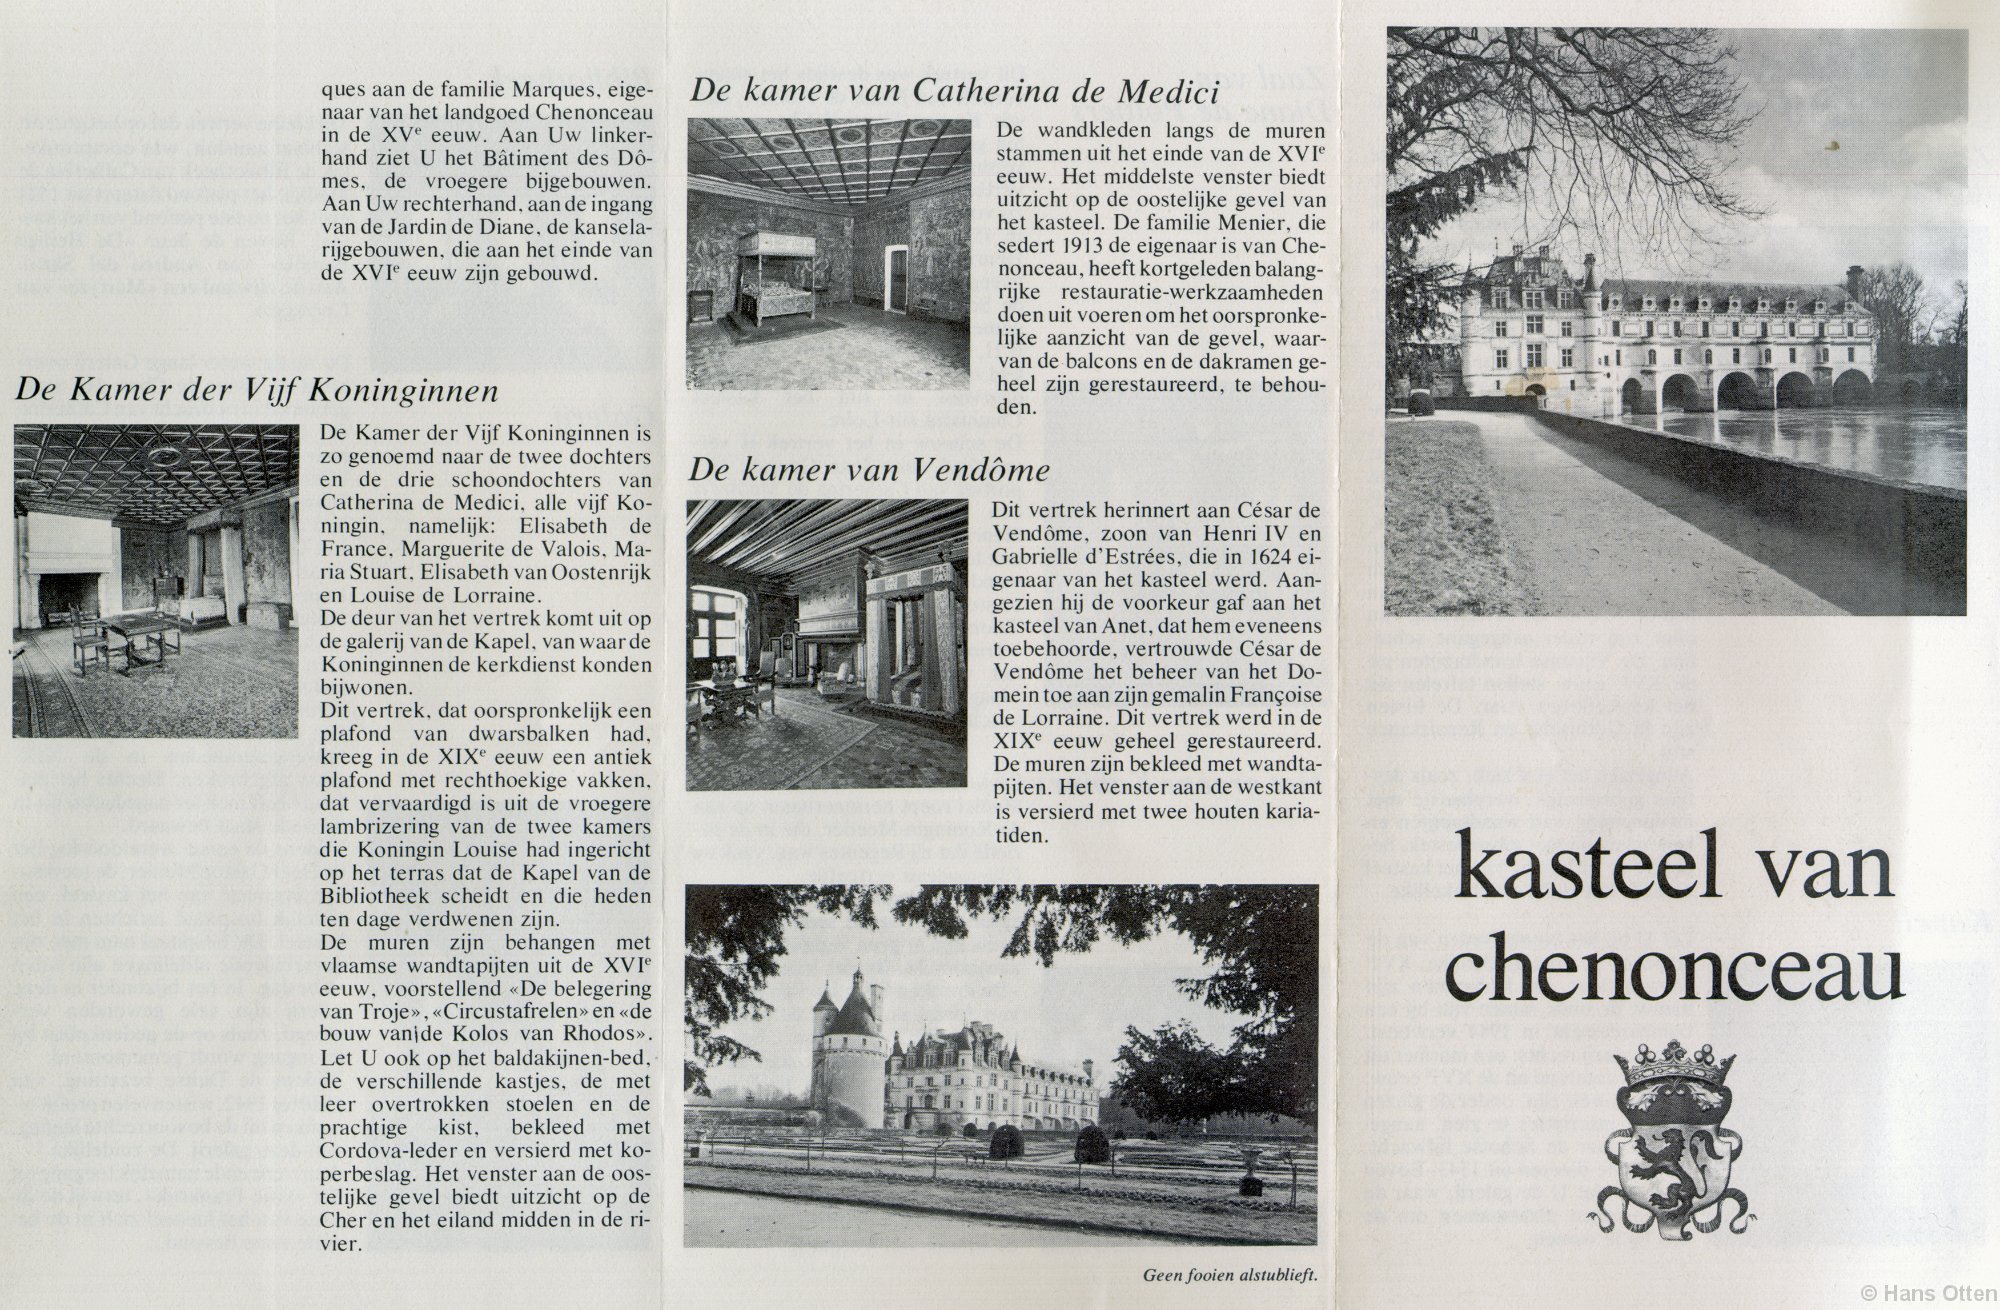 ques aan de familie Marques, eige-
naar van het landgoed Chenonceau
in de XVe eeuw. Aan Uw linker-
hand ziet U het Bâtiment des Dô-
mes, de vroegere bijgebouwen.
Aan Uw rechterhand, aan de ingang
van de Jardin de Diane, de kansela-
rijgebouwen, die aan het einde van
de XVIe eeuw zijn gebouwd.
De Kamer der Vijf Koninginnen
De Kamer der Vijf Koninginnen is
zo genoemd naar de twee dochters
en de drie schoondochters van
Catherina de Medici, alle vijf Ko-
ningin, namelijk: Elisabeth de
France, Marguerite de Valois, Ma-
ria Stuart, Elisabeth van Oostenrijk
en Louise de Lorraine.
De deur van het vertrek komt uit op
de galerij van de Kapel, van waar de
Koninginnen de kerkdienst konden
bijwonen.
Dit vertrek, dat oorspronkelijk een
plafond van dwarsbalken had,
kreeg in de XIXe eeuw een antiek
plafond met rechthoekige vakken,
dat vervaardigd is uit de vroegere
lambrizering van de twee kamers
die Koningin Louise had ingericht
op het terras dat de Kapel van de
Bibliotheek scheidt en die heden
ten dage verdwenen zijn.
De muren zijn behangen met
vlaamse wandtapijten uit de XVIe
eeuw, voorstellend «De belegering
van Troje», «Circustafrelen» en «de
bouw van de Kolos van Rhodos».
Let U ook op het baldakijnen-bed,
de verschillende kastjes, de met
leer overtrokken stoelen en de
prachtige kist, bekleed met
Cordova-leder en versierd met ko-
perbeslag. Het venster aan de oos-
telijke gevel biedt uitzicht op de
Cher en het eiland midden in de ri-
vier.
De kamer van Catherina de Medici
De wandkleden langs de muren
stammen uit het einde van de XVIe
eeuw. Het middelste venster biedt
uitzicht op de oostelijke gevel van
het kasteel. De familie Menier, die
sedert 1913 de eigenaar is van Che-
nonceau, heeft kortgeleden balang-
rijke restauratie-werkzaamheden
doen uit voeren om het oorspronke-
lijke aanzicht van de gevel, waar-
van de balcons en de dakramen ge-
heel zijn gerestaureerd, te behou-
den.
De kamer van Vendôme
Dit vertrek herinnert aan César de
Vendôme, zoon van Henri IV en
Gabrielle d'Estrées, die in 1624 ei-
genaar van het kasteel werd. Aan-
gezien hij de voorkeur gaf aan het
kasteel van Anet, dat hem eveneens
toebehoorde, vertrouwde César de
Vendôme het beheer van het Do-
mein toe aan zijn gemalin Françoise
de Lorraine. Dit vertrek werd in de
XIXe eeuw geheel gerestaureerd.
De muren zijn bekleed met wandta-
pijten. Het venster aan de westkant
is versierd met twee houten karia-
tiden.
Geen fooien alstublieft.
kasteel van
chenonceau
© Hans Otten